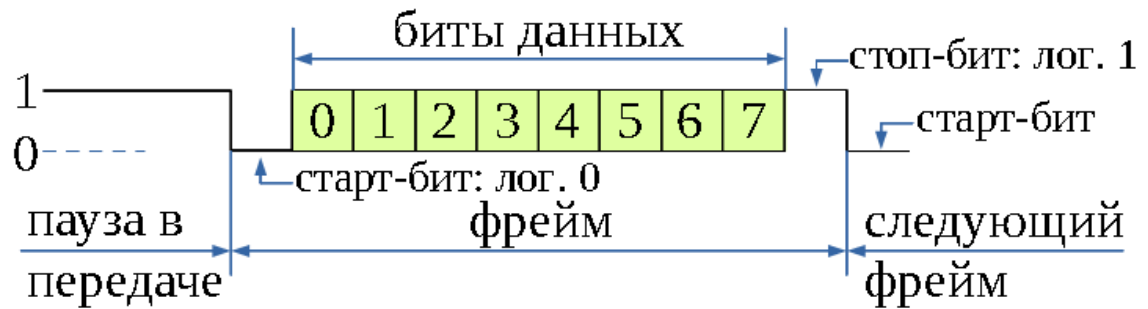 биты данных
стоп-бит: лог. 1
1
0 1 2 3 4 5 6 7
старт-бит
0
старт-бит: лог. 0
пауза в
передаче
фрейм
следующий
фрейм